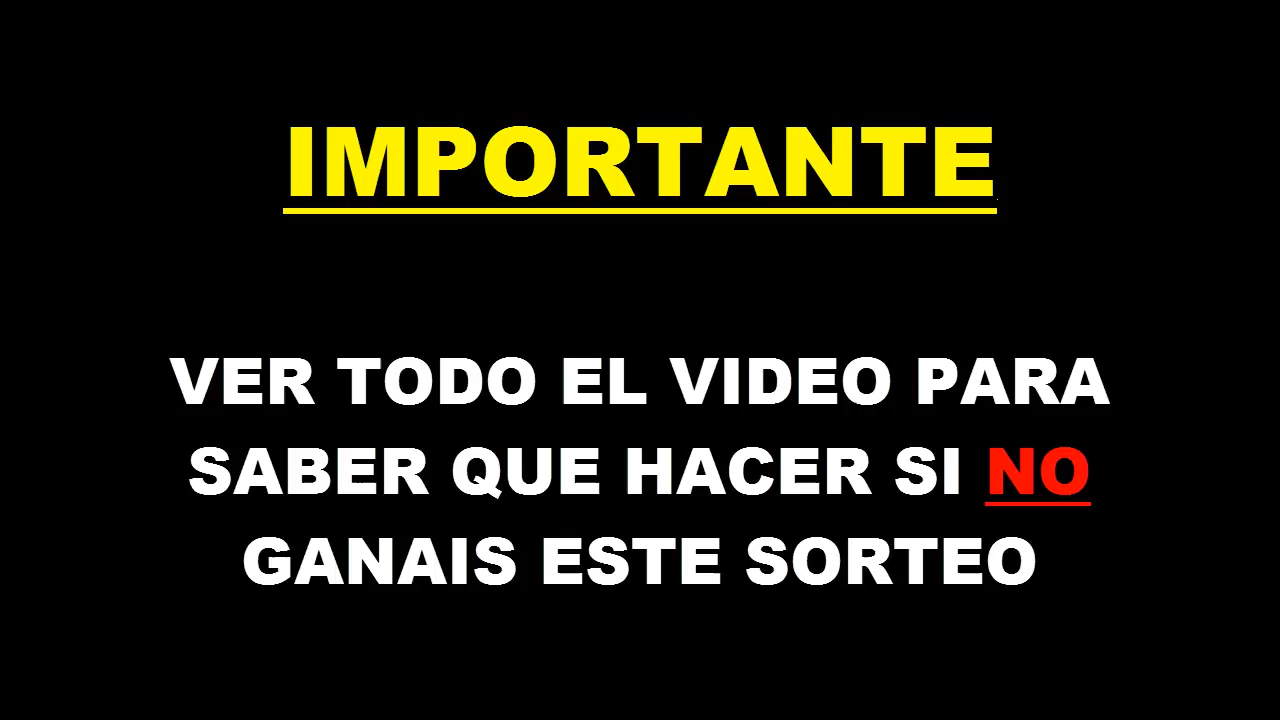 IMPORTANTE
VER TODO EL VIDEO PARA
SABER QUE HACER SI NO
GANAIS ESTE SORTEO